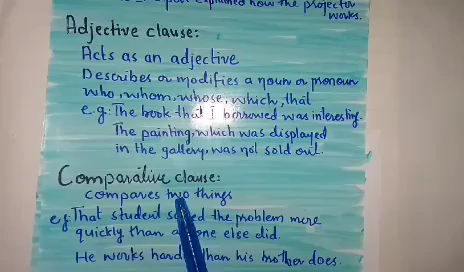 explained how the projector
works.
Adjective clause:
Acts as an adjective
Describes or modifies a noun or pronoun
who, whom, whose, which, that
e.g: The book that I borrowed was interesting.
The painting, which was displayed
in the gallery, was not sold out.
Comparative clause:
compares two things
e.g. That student the problem more
quickly than else did.
He works than his brother does.